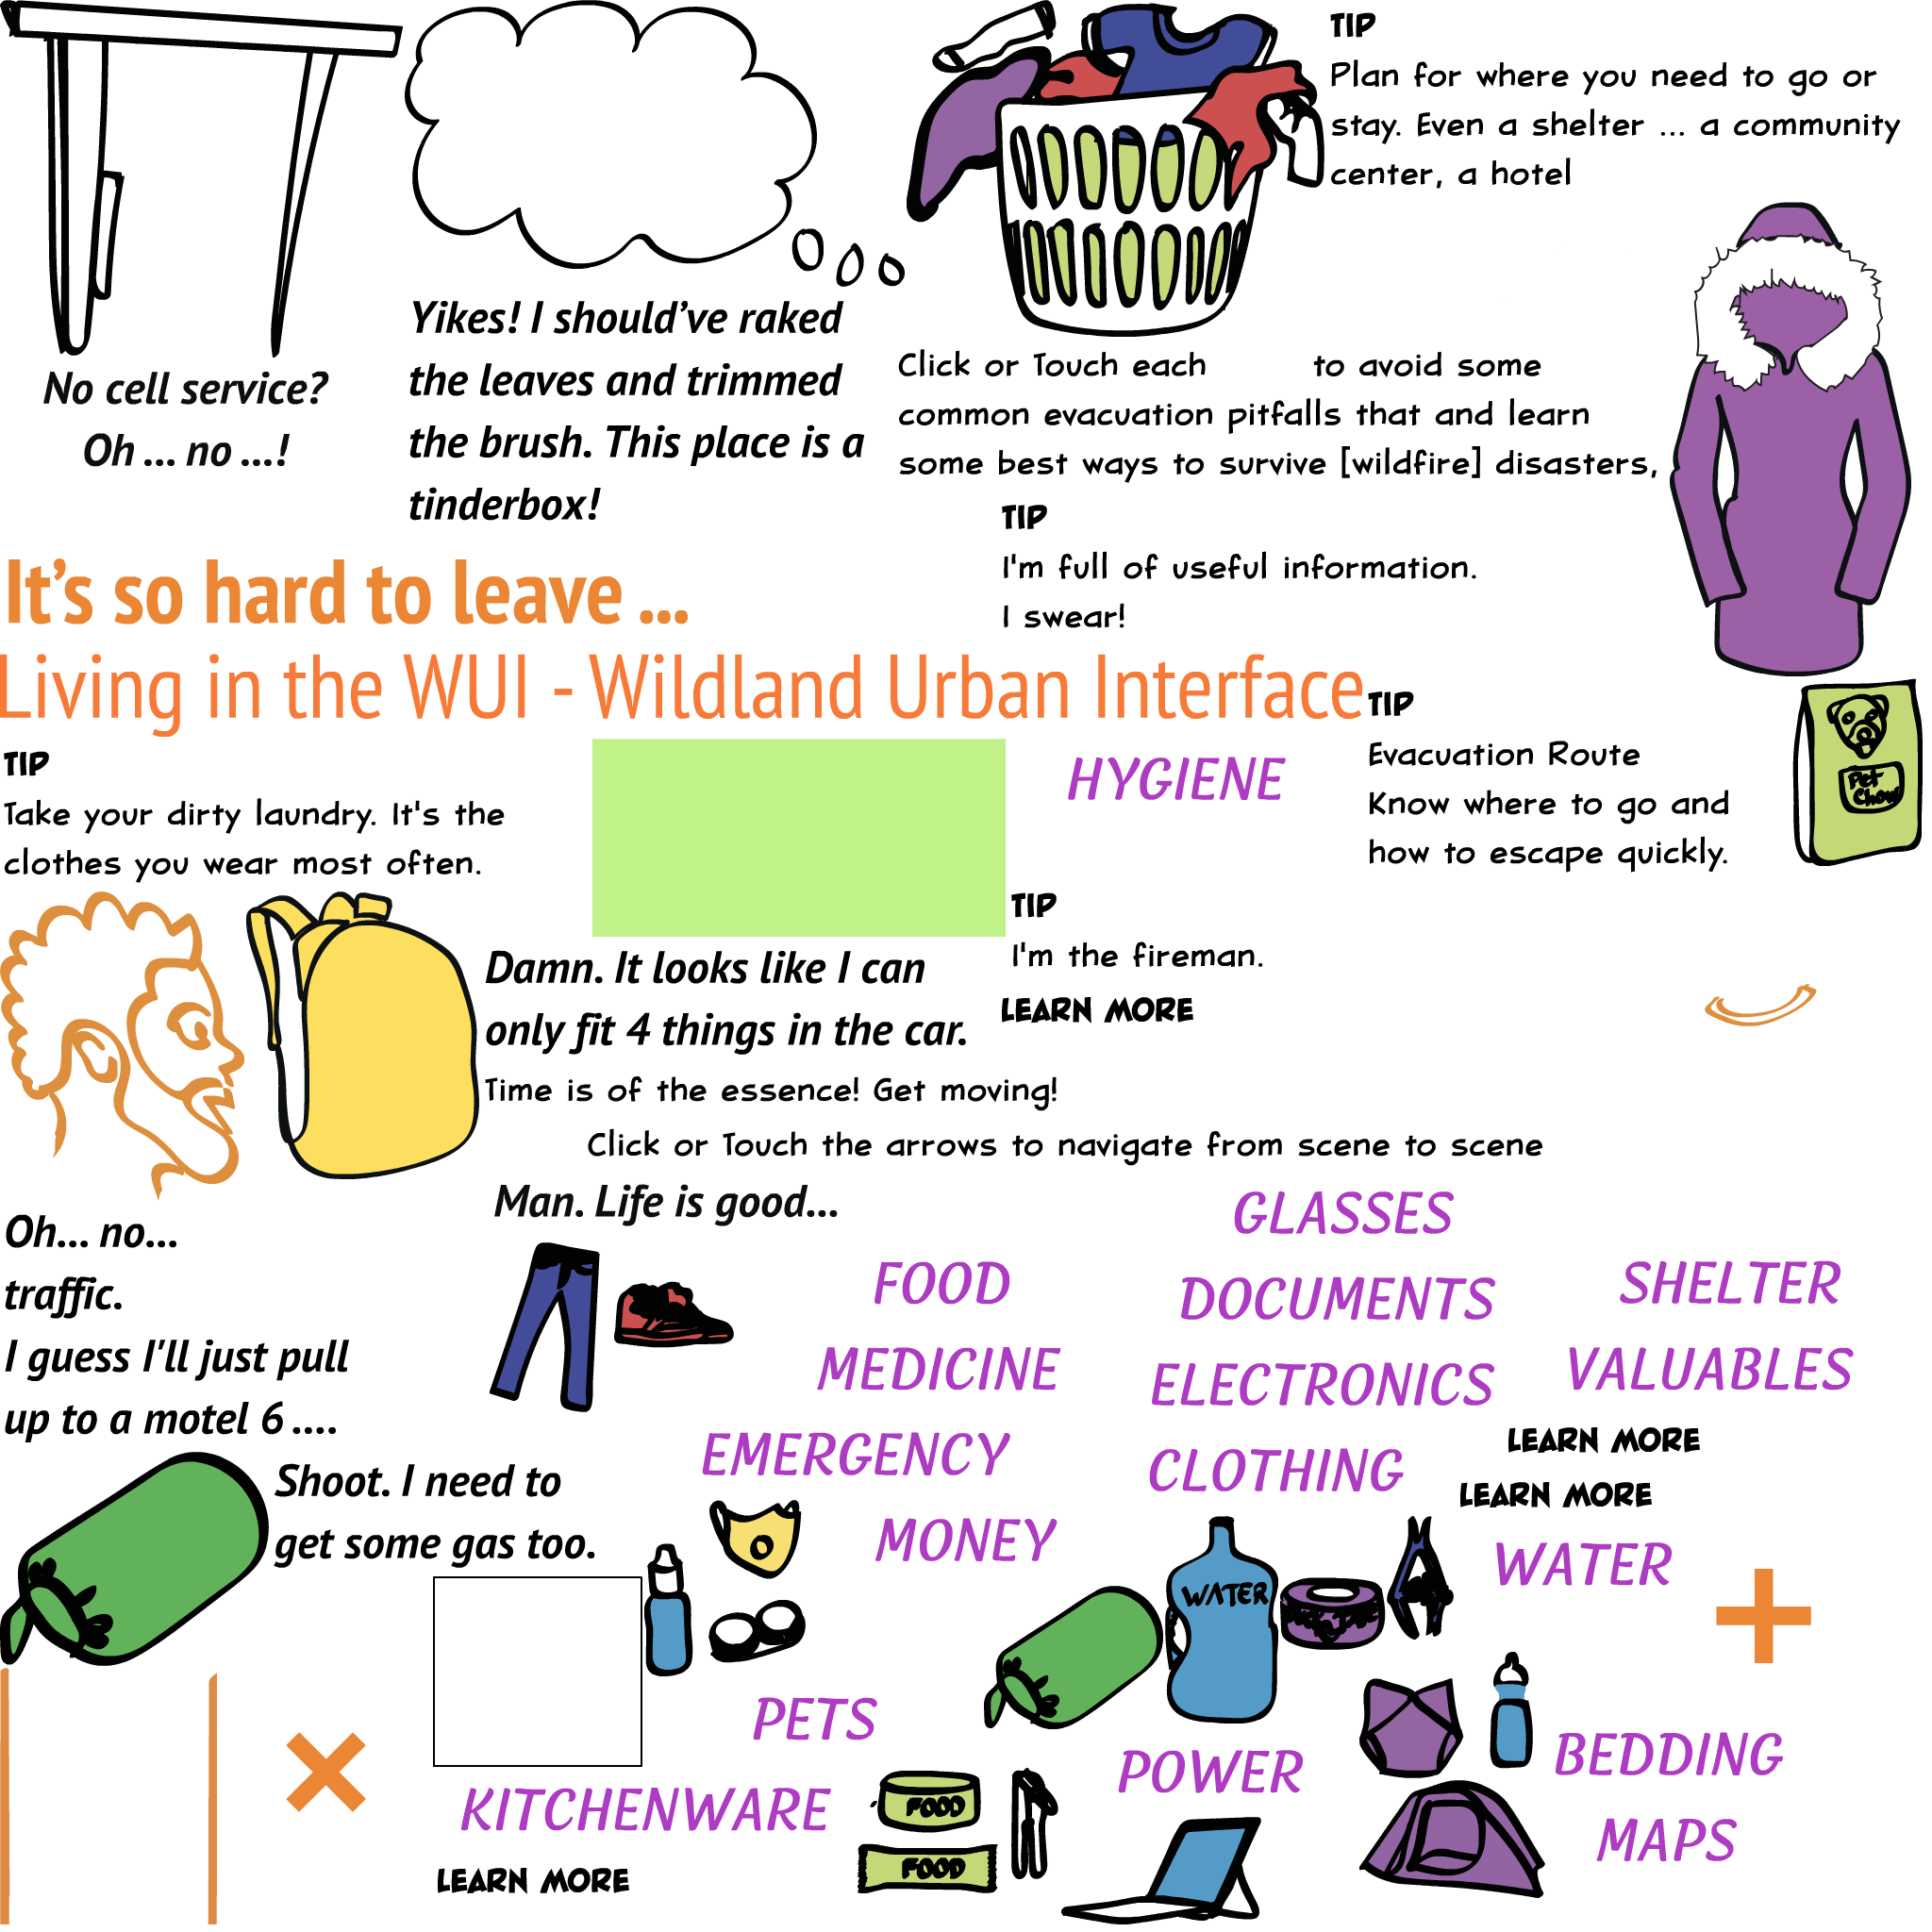 TIP
Plan for where you need to go or
stay. Even a shelter ... a community
center, a hotel
No cell service?
Oh ... no ...!
Yikes! I should've raked
the leaves and trimmed
the brush. This place is a
tinderbox!
Click or Touch each to avoid some
common evacuation pitfalls that and learn
some best ways to survive [wildfire] disasters,
TIP
I'm full of useful information.
I swear!
It's so hard to leave ...
Living in the WUI - Wildland Urban Interface
TIP
Evacuation Route
Know where to go and
how to escape quickly.
Pet
Chow
TIP
Take your dirty laundry. It's the
clothes you wear most often.
HYGIENE
TIP
I'm the fireman.
LEARN MORE
Damn. It looks like I can
only fit 4 things in the car.
Time is of the essence! Get moving!
Click or Touch the arrows to navigate from scene to scene
Man. Life is good...
Oh... no...
traffic.
I guess I'll just pull
up to a motel 6 ....
GLASSES
FOOD
DOCUMENTS
SHELTER
MEDICINE
ELECTRONICS
VALUABLES
LEARN MORE
EMERGENCY
CLOTHING
LEARN MORE
Shoot. I need to
get some gas too.
MONEY
WATER
WATER
PETS
POWER
BEDDING
KITCHENWARE
FOOD
MAPS
FOOD
LEARN MORE